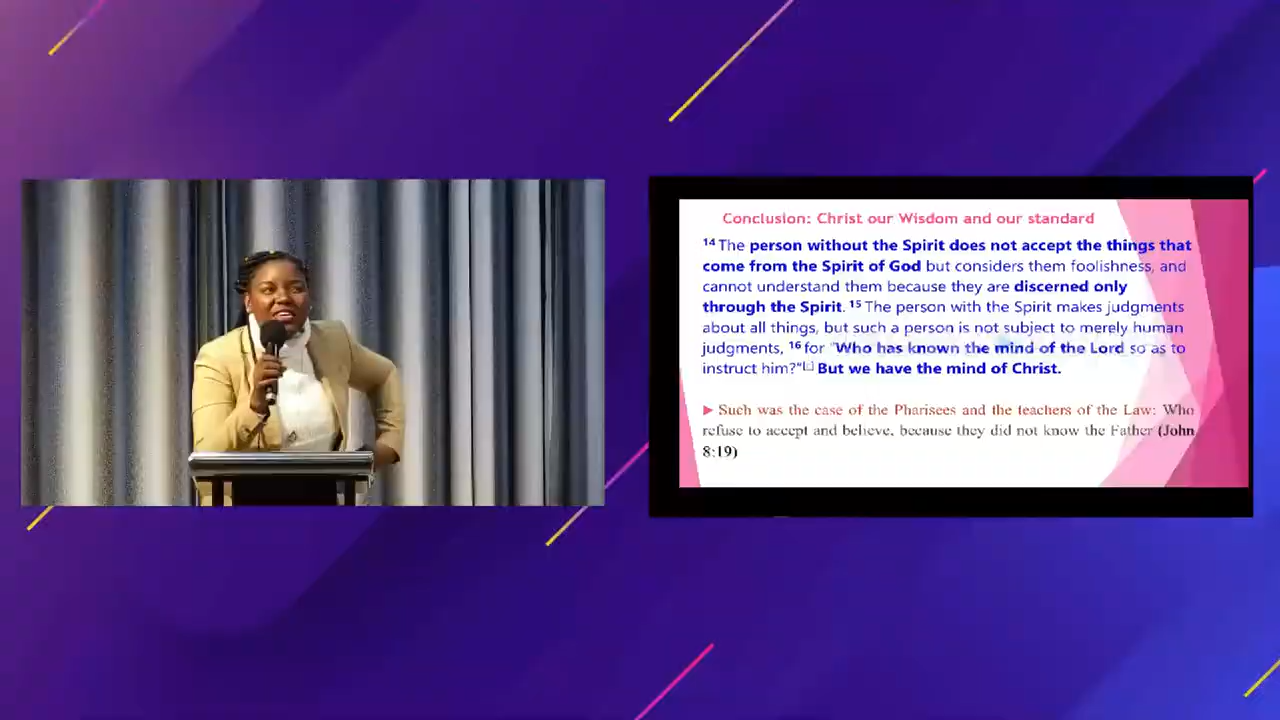 Conclusion: Christ our Wisdom and our standard
14 The person without the Spirit does not accept the things that
come from the Spirit of God but considers them foolishness, and
cannot understand them because they are discerned only
through the Spirit. 15 The person with the Spirit makes judgments
about all things, but such a person is not subject to merely human
judgments, 16 for "Who has known the mind of the Lord so as to
instruct him?" But we have the mind of Christ.
► Such was the case of the Pharisees and the teachers of the Law: Who
refuse to accept and believe, because they did not know the Father (John
8:19)